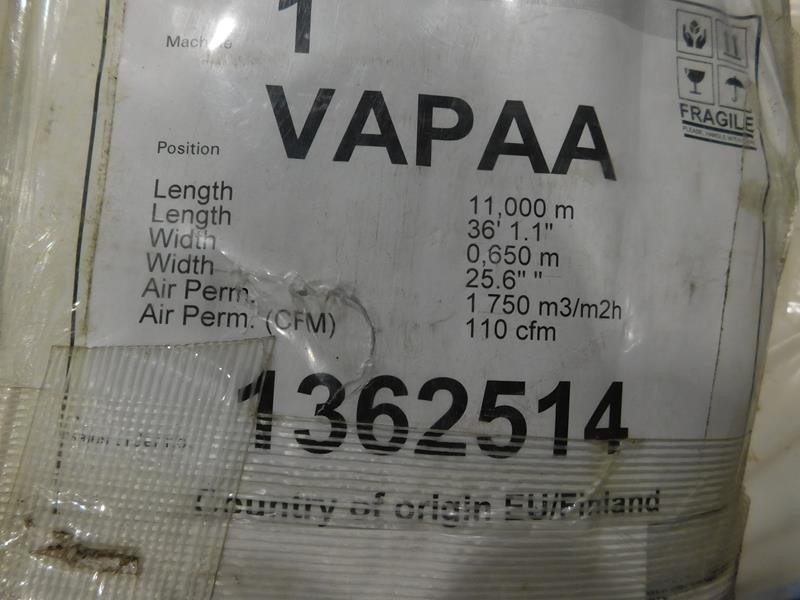 Machine 1
FRAGILE
Position VAPAA
Length 11,000 m
Length 36' 1.1"
Width 0,650 m
Width 25.6" "
Air Perm. 1 750 m3/m2h
Air Perm. (CFM) 110 cfm
1362514
Country of origin EU/Finland